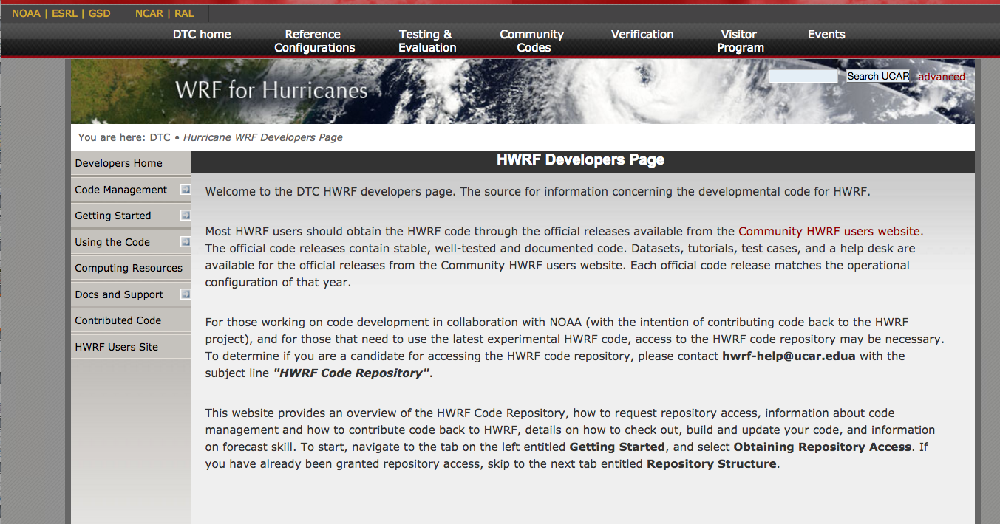 NOAA | ESRL | GSD NCAR | RAL
DTC home Reference Configurations Testing & Evaluation Community Codes Verification Visitor Program Events
WRF for Hurricanes
Search UCAR advanced
You are here: DTC • Hurricane WRF Developers Page
Developers Home
Code Management
Getting Started
Using the Code
Computing Resources
Docs and Support
Contributed Code
HWRF Users Site
HWRF Developers Page
Welcome to the DTC HWRF developers page. The source for information concerning the developmental code for HWRF.
Most HWRF users should obtain the HWRF code through the official releases available from the Community HWRF users website.
The official code releases contain stable, well-tested and documented code. Datasets, tutorials, test cases, and a help desk are
available for the official releases from the Community HWRF users website. Each official code release matches the operational
configuration of that year.
For those working on code development in collaboration with NOAA (with the intention of contributing code back to the HWRF
project), and for those that need to use the latest experimental HWRF code, access to the HWRF code repository may be necessary.
To determine if you are a candidate for accessing the HWRF code repository, please contact hwrf-help@ucar.edua with the
subject line "HWRF Code Repository".
This website provides an overview of the HWRF Code Repository, how to request repository access, information about code
management and how to contribute code back to HWRF, details on how to check out, build and update your code, and information
on forecast skill. To start, navigate to the tab on the left entitled Getting Started, and select Obtaining Repository Access. If
you have already been granted repository access, skip to the next tab entitled Repository Structure.